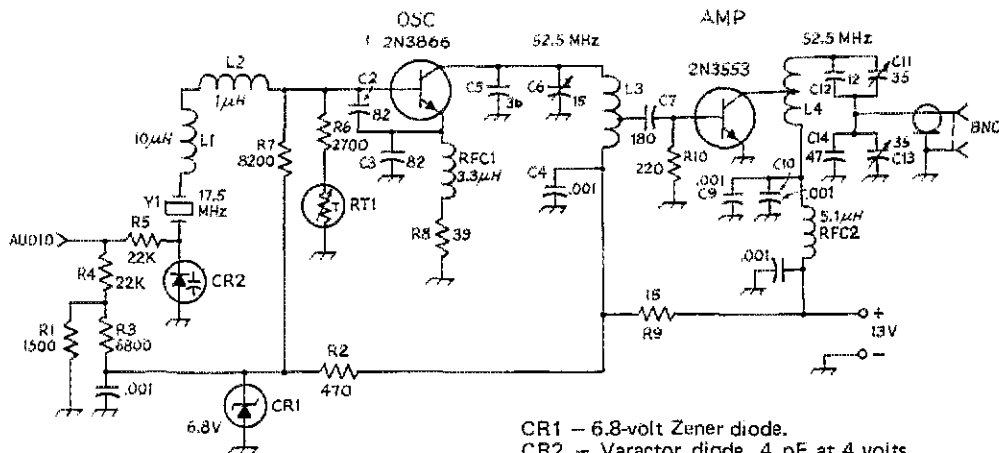 OSC
2N3866
AMP
52.5 MHz
52.5 MHz
2N3553
L2
1μH
C2
82
C5
36
C6
15
L3
C7
180
L4
C12
12
C11
35
BNC
10μH
L1
R7
8200
R6
2700
C3
82
RFC1
3.3μH
C4
.001
R10
220
C9
.001
C10
.001
C14
47
35
C13
Y1
17.5
MHz
RT1
R8
39
5.1μH
RFC2
AUDIO
R5
22K
R4
22K
CR2
.001
R1
1500
R3
6800
R2
470
15
R9
+
13V
−
.001
6.8V
CR1
CR1 – 6.8-volt Zener diode.
CR2 – Varactor diode, 4 pF at 4 volts